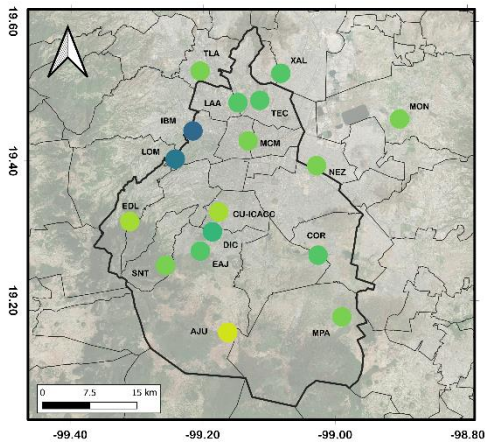 19.60
TLA
XAL
LAA
TEC
MON
IBM
MCM
LOM
19.40
NEZ
EDL
CU-ICACC
DIC
COR
EAJ
SNT
19.20
AJU
MPA
0 7.5 15 km
-99.40 -99.20 -99.00 -98.80